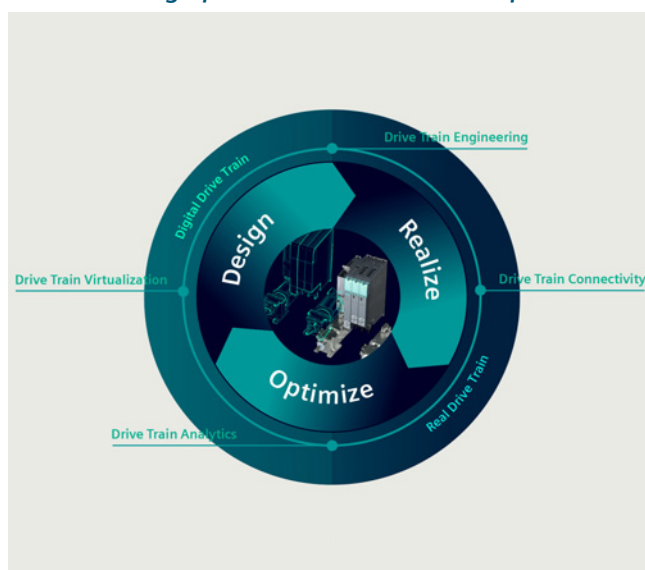 Drive Train Engineering
Digital Drive Train
Design
Realize
Drive Train Virtualization
Drive Train Connectivity
Optimize
Real Drive Train
Drive Train Analytics